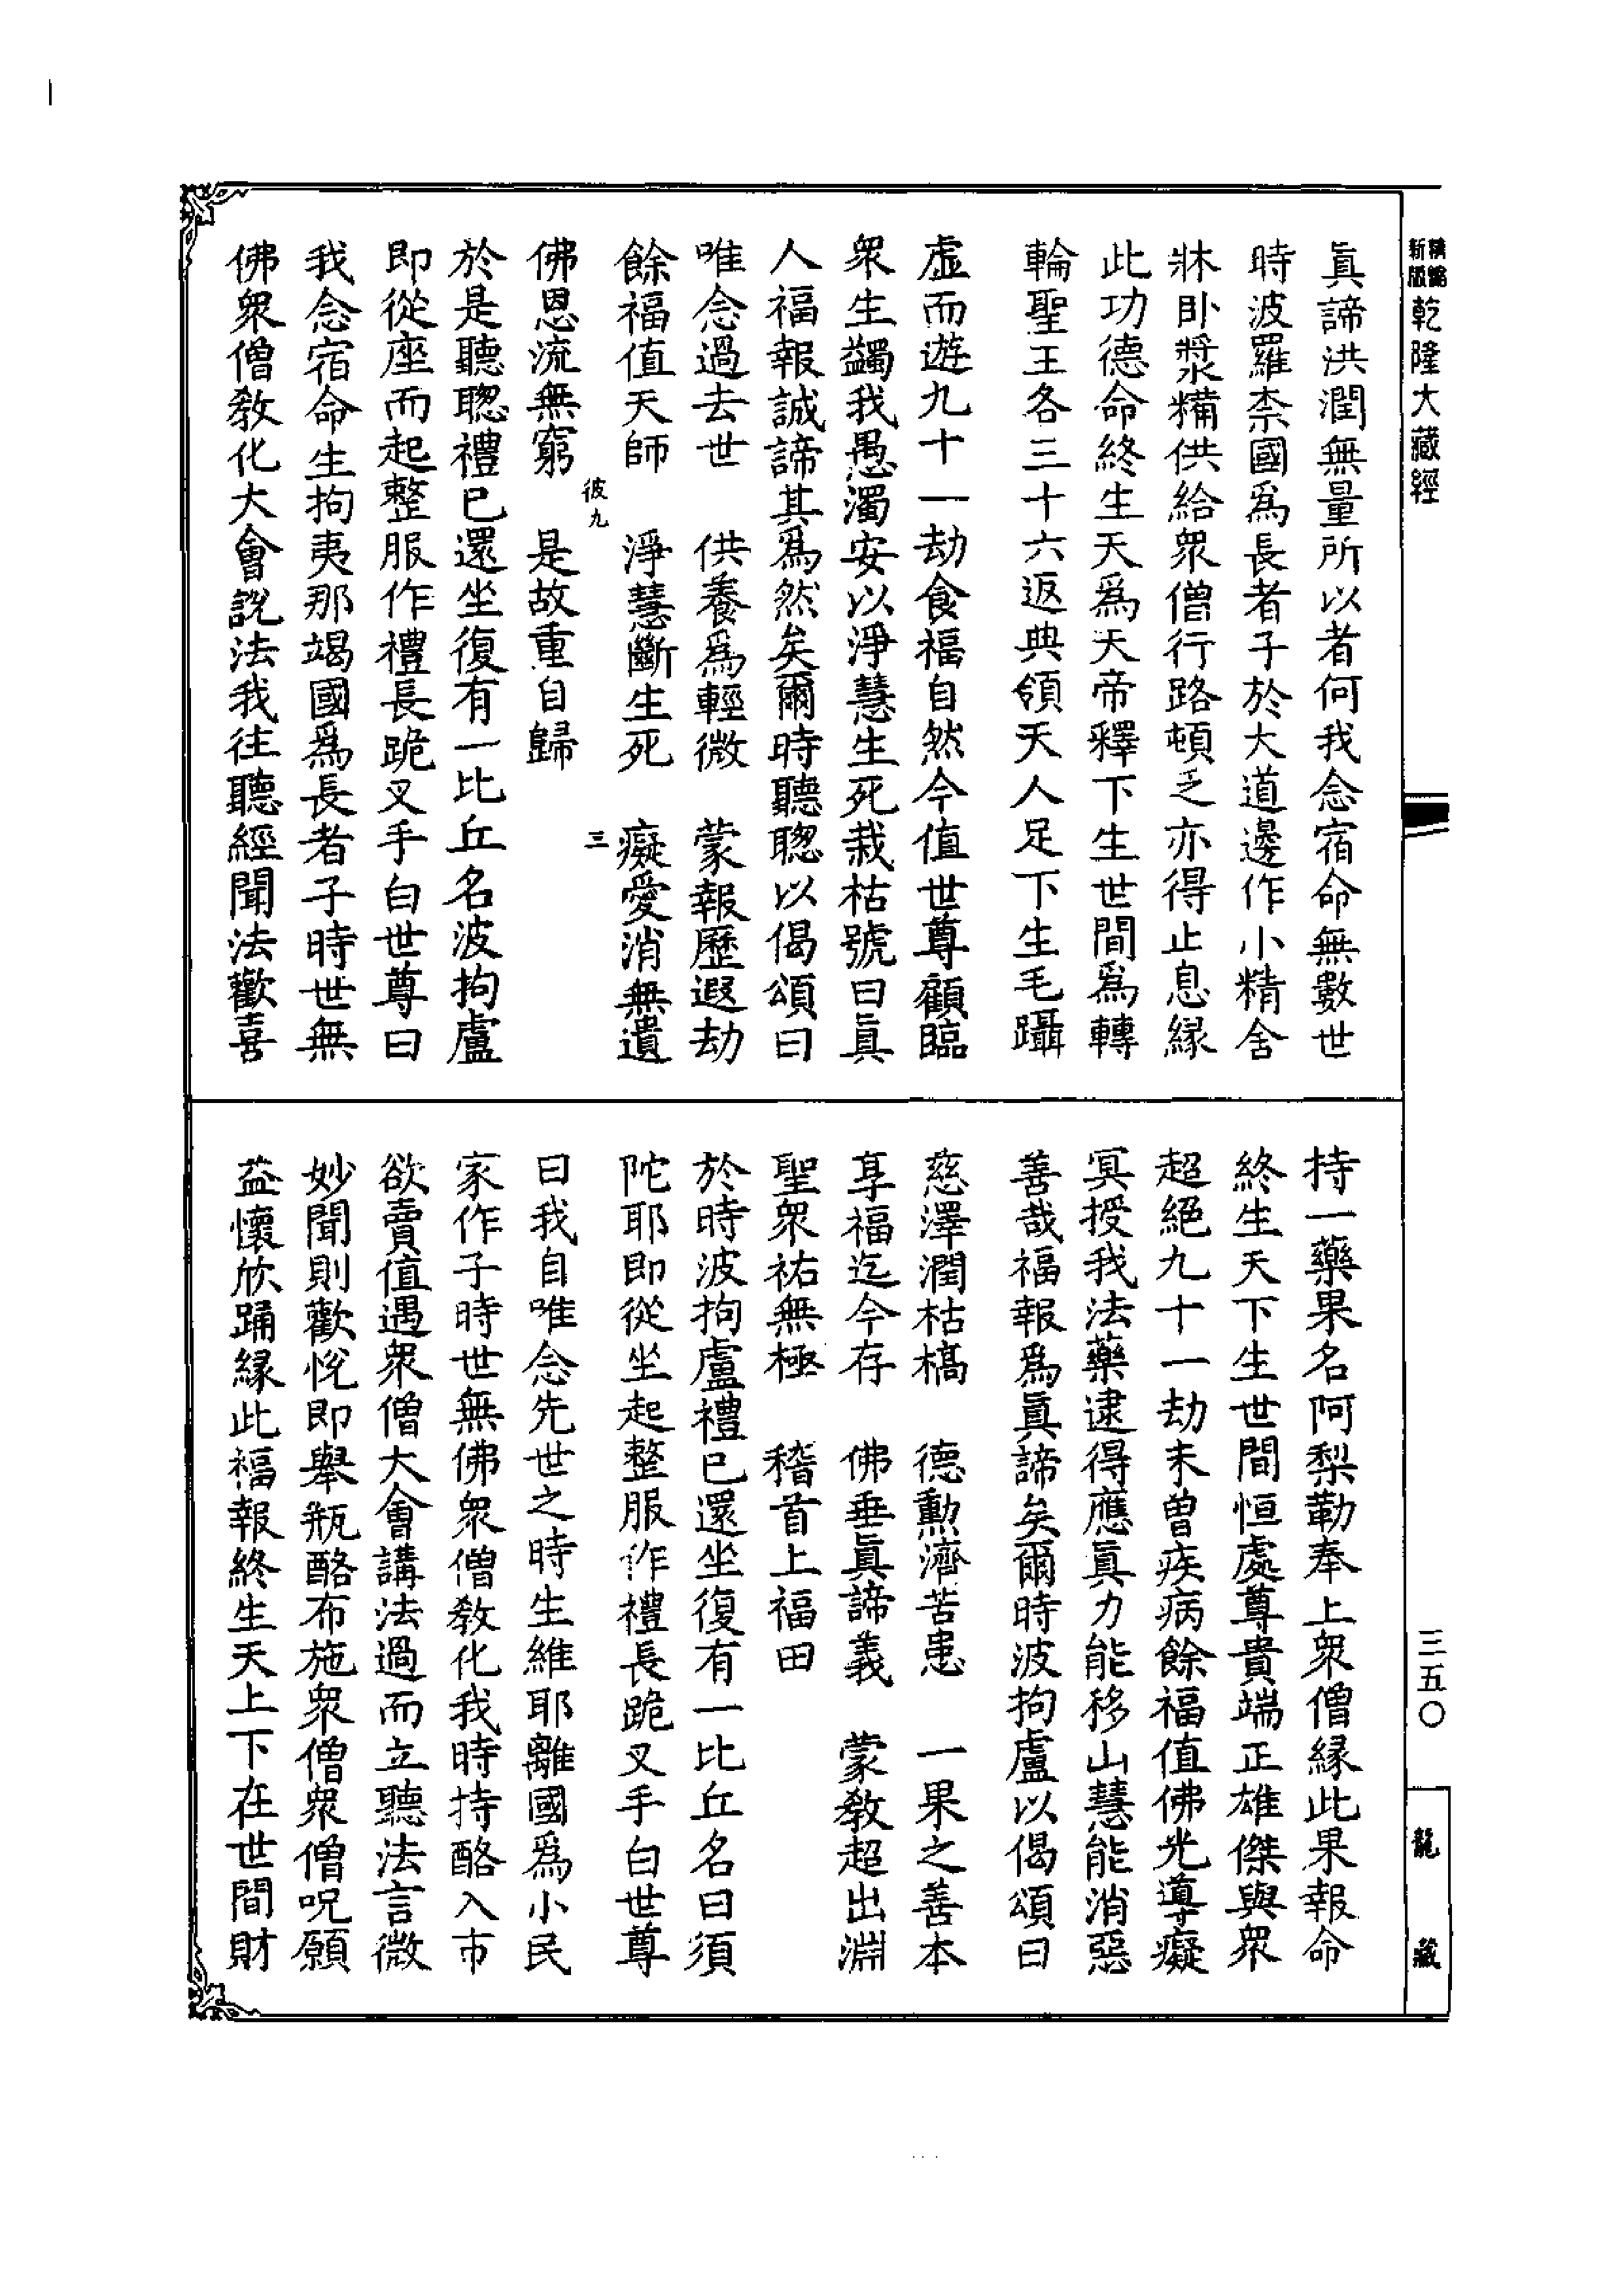 精縮新版
乾隆大藏經
眞諦洪潤無量所以者何我念宿命無數世
時波羅柰國爲長者子於大道邊作小精舍
牀卧漿糒供給衆僧行路頓乏亦得止息緣
此功德命終生天爲天帝釋下生世間爲轉
輪聖王各三十六返典領天人足下生毛躡
虛而遊九十一劫食福自然今值世尊顧臨
衆生蠲我愚濁安以淨慧生死栽枯號曰眞
人福報誠諦其爲然矣爾時聽聰以偈頌曰
唯念過去世　供養爲輕微　蒙報歷遐劫
餘福值天師　淨慧斷生死　癡愛消無遺
彼九　三
佛恩流無窮　是故重自歸
於是聽聰禮已還坐復有一比丘名波拘盧
即從座而起整服作禮長跪叉手白世尊曰
我念宿命生拘夷那竭國爲長者子時世無
佛衆僧敎化大會說法我往聽經聞法歡喜
持一藥果名阿梨勒奉上衆僧緣此果報命
終生天下生世間恒處尊貴端正雄傑與衆
超絕九十一劫未曾疾病餘福值佛光導癡
冥授我法藥逮得應眞力能移山慧能消惡
善哉福報爲眞諦矣爾時波拘盧以偈頌曰
慈澤潤枯槁　德勲濟苦患　一果之善本
享福迄今存　佛垂眞諦義　蒙敎超出淵
聖衆祐無極　稽首上福田
於時波拘盧禮已還坐復有一比丘名曰須
陀耶即從坐起整服作禮長跪叉手白世尊
曰我自唯念先世之時生維耶離國爲小民
家作子時世無佛衆僧敎化我時持酪入市
欲賣值遇衆僧大會講法過而立聽法言微
妙聞則歡悅即舉瓶酪布施衆僧衆僧呪願
益懷欣踊緣此福報終生天上下在世間財
三五〇
龍藏